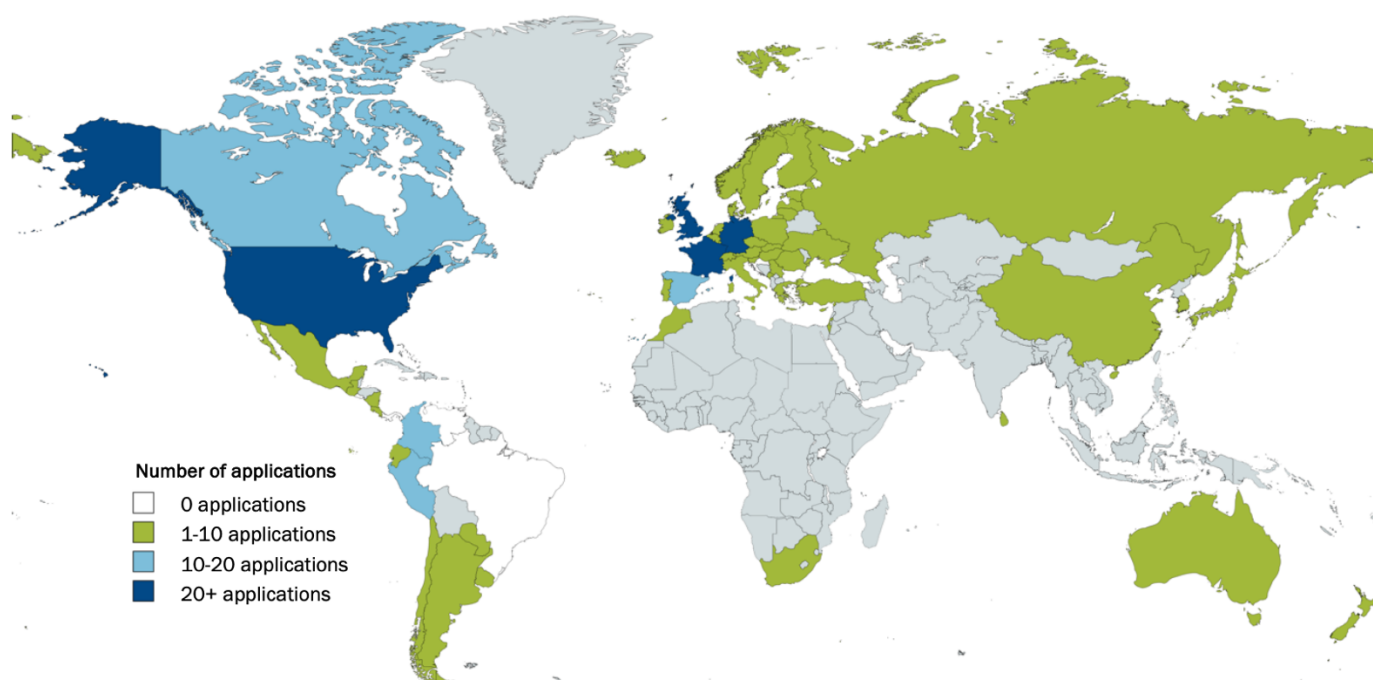 Number of applications
0 applications
1-10 applications
10-20 applications
20+ applications